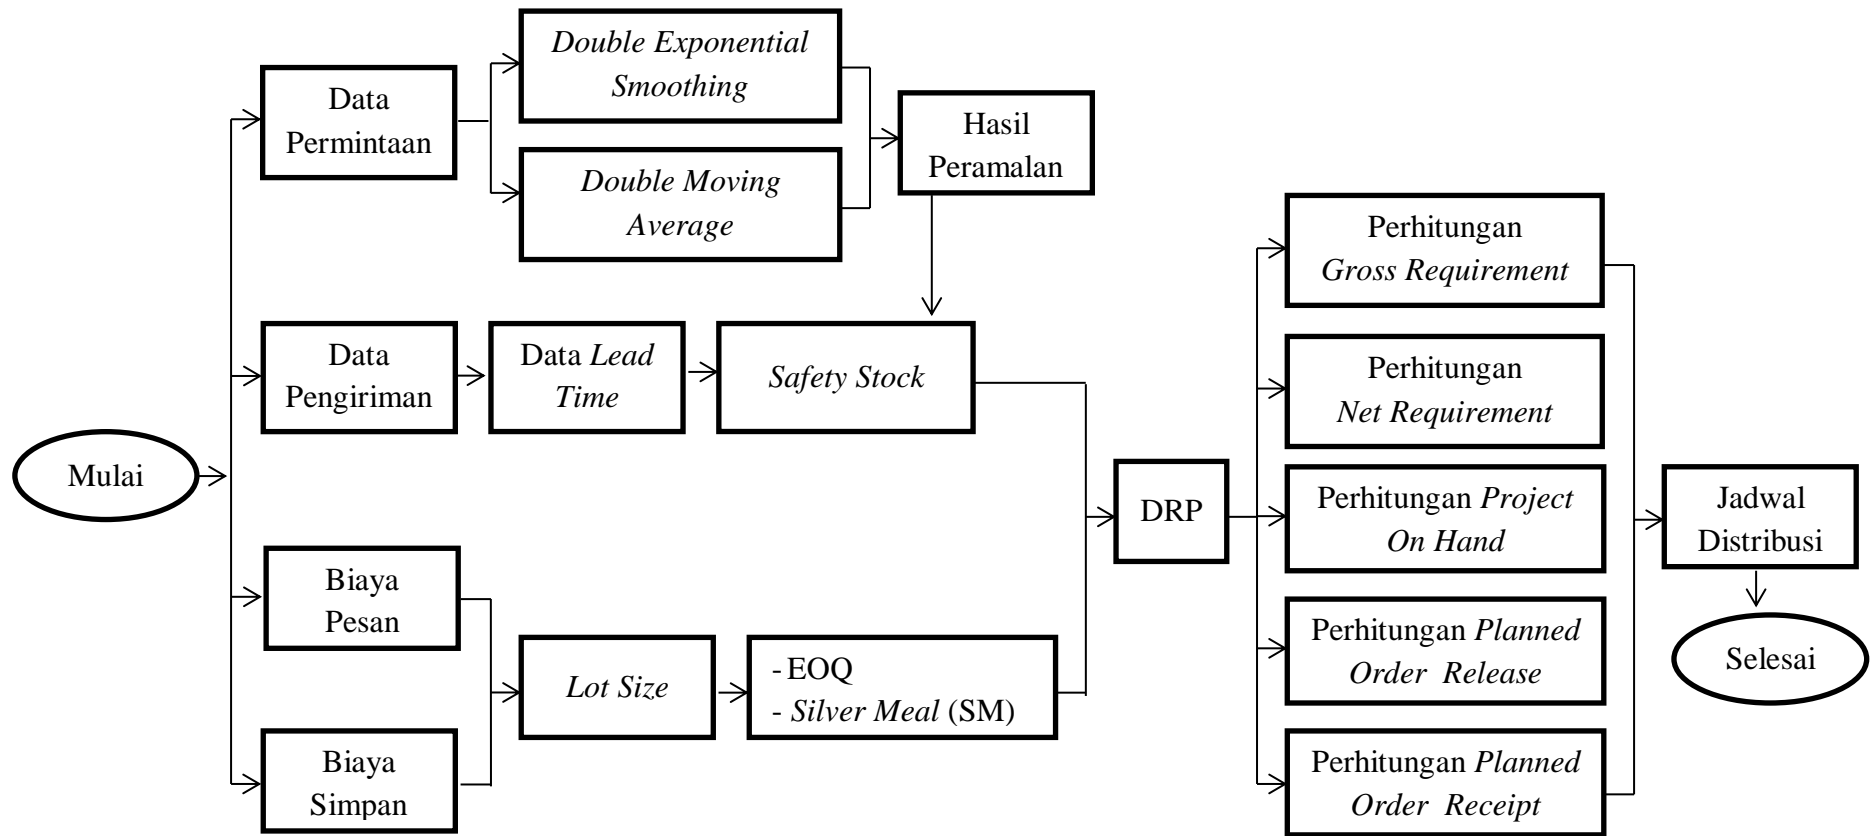 Mulai
Data
Permintaan
Double Exponential
Smoothing
Double Moving
Average
Hasil
Peramalan
Data
Pengiriman
Data Lead
Time
Safety Stock
Biaya
Pesan
Biaya
Simpan
Lot Size
- EOQ
- Silver Meal (SM)
DRP
Perhitungan
Gross Requirement
Perhitungan
Net Requirement
Perhitungan Project
On Hand
Perhitungan Planned
Order Release
Perhitungan Planned
Order Receipt
Jadwal
Distribusi
Selesai